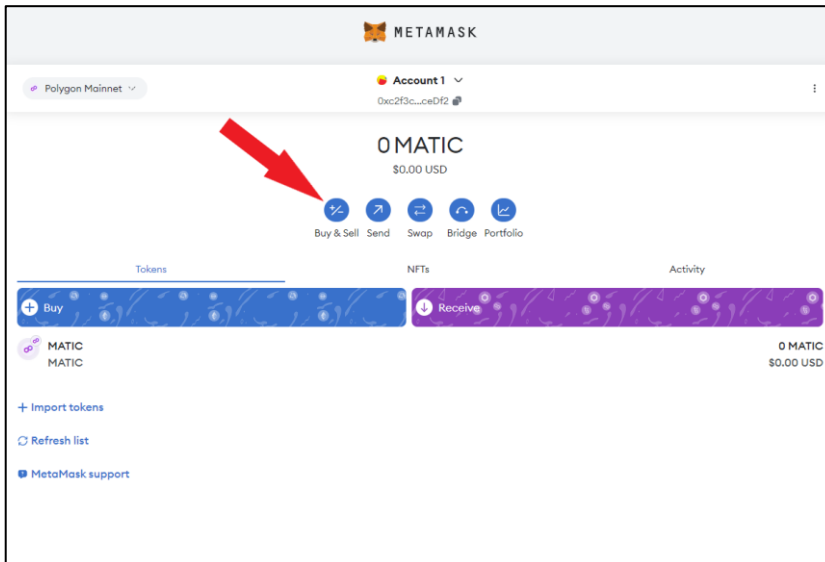 METAMASK
Polygon Mainnet
Account 1
0xc2f3c...ceDf2
0 MATIC
$0.00 USD
Buy & Sell Send Swap Bridge Portfolio
Tokens NFTs Activity
Buy Receive
MATIC 0 MATIC
MATIC $0.00 USD
+ Import tokens
Refresh list
MetaMask support